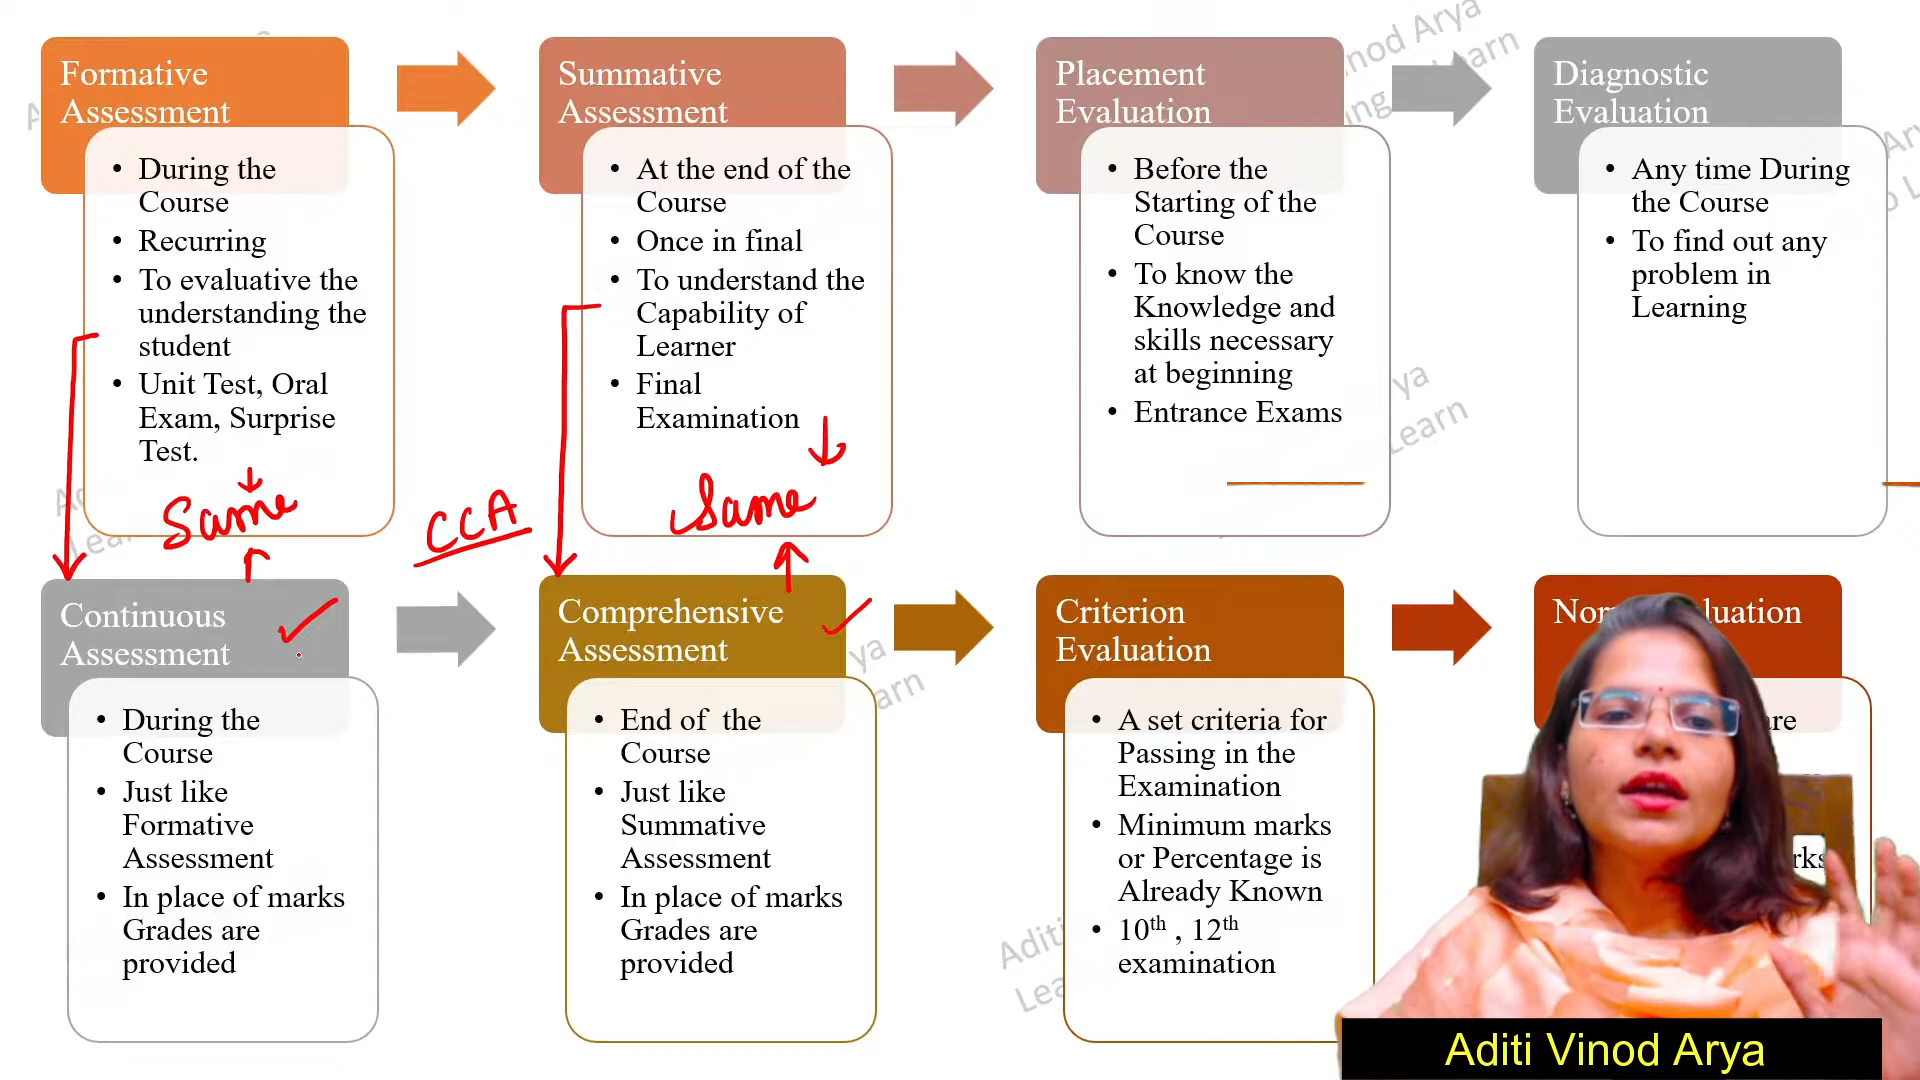 Formative
Assessment
• During the
Course
• Recurring
• To evaluative the
understanding the
student
• Unit Test, Oral
Exam, Surprise
Test.
Same
Summative
Assessment
• At the end of the
Course
• Once in final
• To understand the
Capability of
Learner
• Final
Examination
Same
CCA
Placement
Evaluation
• Before the
Starting of the
Course
• To know the
Knowledge and
skills necessary
at beginning
• Entrance Exams
Diagnostic
Evaluation
• Any time During
the Course
• To find out any
problem in
Learning
Continuous
Assessment
• During the
Course
• Just like
Formative
Assessment
• In place of marks
Grades are
provided
Comprehensive
Assessment
• End of the
Course
• Just like
Summative
Assessment
• In place of marks
Grades are
provided
Criterion
Evaluation
• A set criteria for
Passing in the
Examination
• Minimum marks
or Percentage is
Already Known
• 10th , 12th
examination
Aditi Vinod Arya